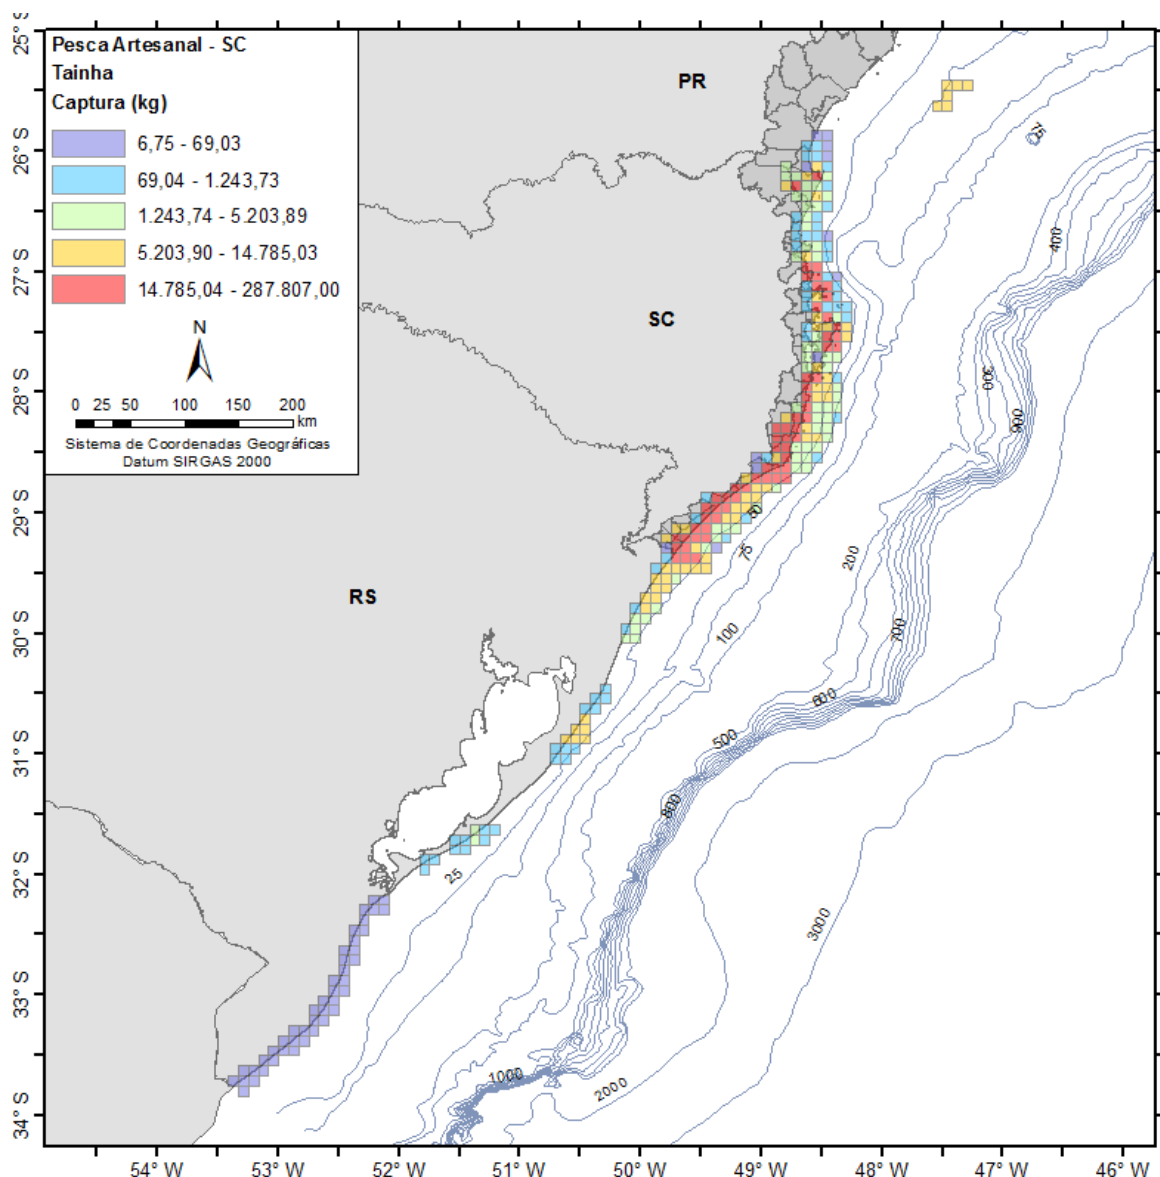 Pesca Artesanal - SC
Tainha
Captura (kg)
6,75 - 69,03
69,04 - 1.243,73
1.243,74 - 5.203,89
5.203,90 - 14.785,03
14.785,04 - 287.807,00
N
0 25 50 100 150 200
km
Sistema de Coordenadas Geográficas
Datum SIRGAS 2000
PR
SC
RS
75
400
300
900
50
75
200
100
700
600
500
800
25
3000
1000
2000
25° S
26° S
27° S
28° S
29° S
30° S
31° S
32° S
33° S
34° S
54° W 53° W 52° W 51° W 50° W 49° W 48° W 47° W 46° W